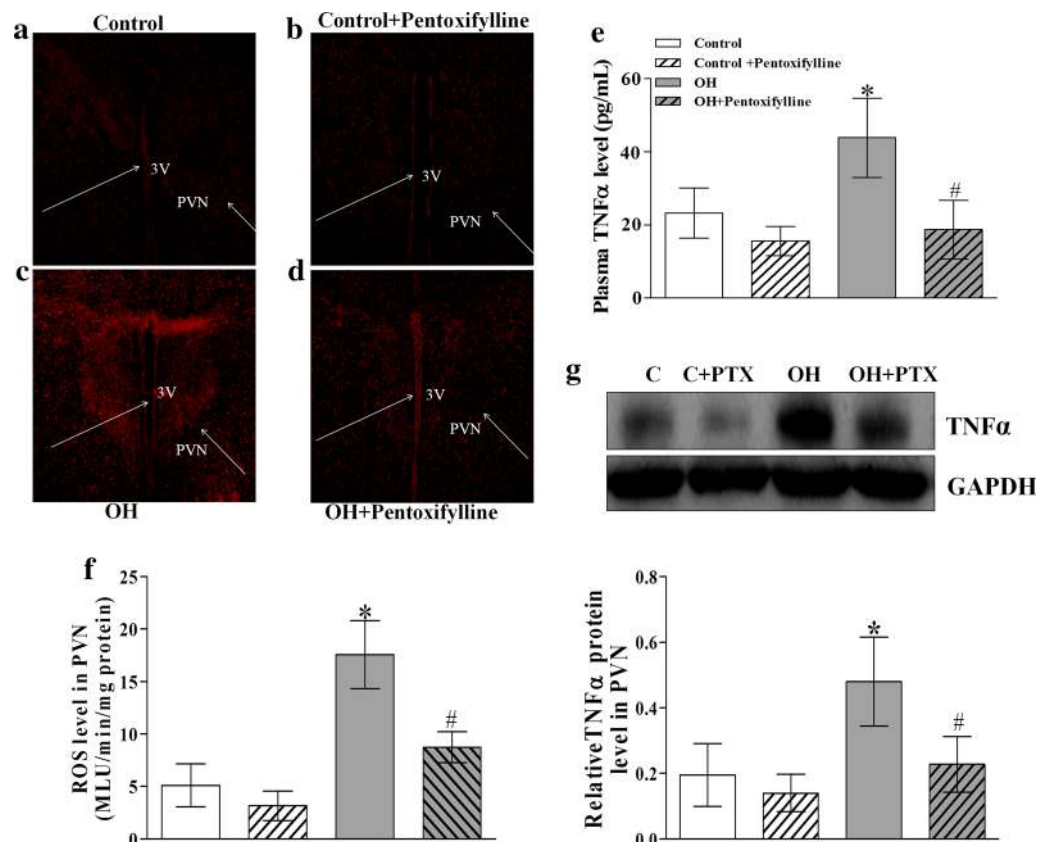 a
Control
b
Control+Pentoxifylline
3V
PVN
3V
PVN
c
d
3V
PVN
3V
PVN
OH
OH+Pentoxifylline
e
Control
Control +Pentoxifylline
OH
OH+Pentoxifylline
Plasma TNFα level (pg/mL)
60
40
20
0
*
#
g
C C+PTX OH OH+PTX
TNFα
GAPDH
f
ROS level in PVN
(MLU/min/mg protein)
25
20
15
10
5
0
*
#
RelativeTNFα protein
level in PVN
0.8
0.6
0.4
0.2
0.0
*
#